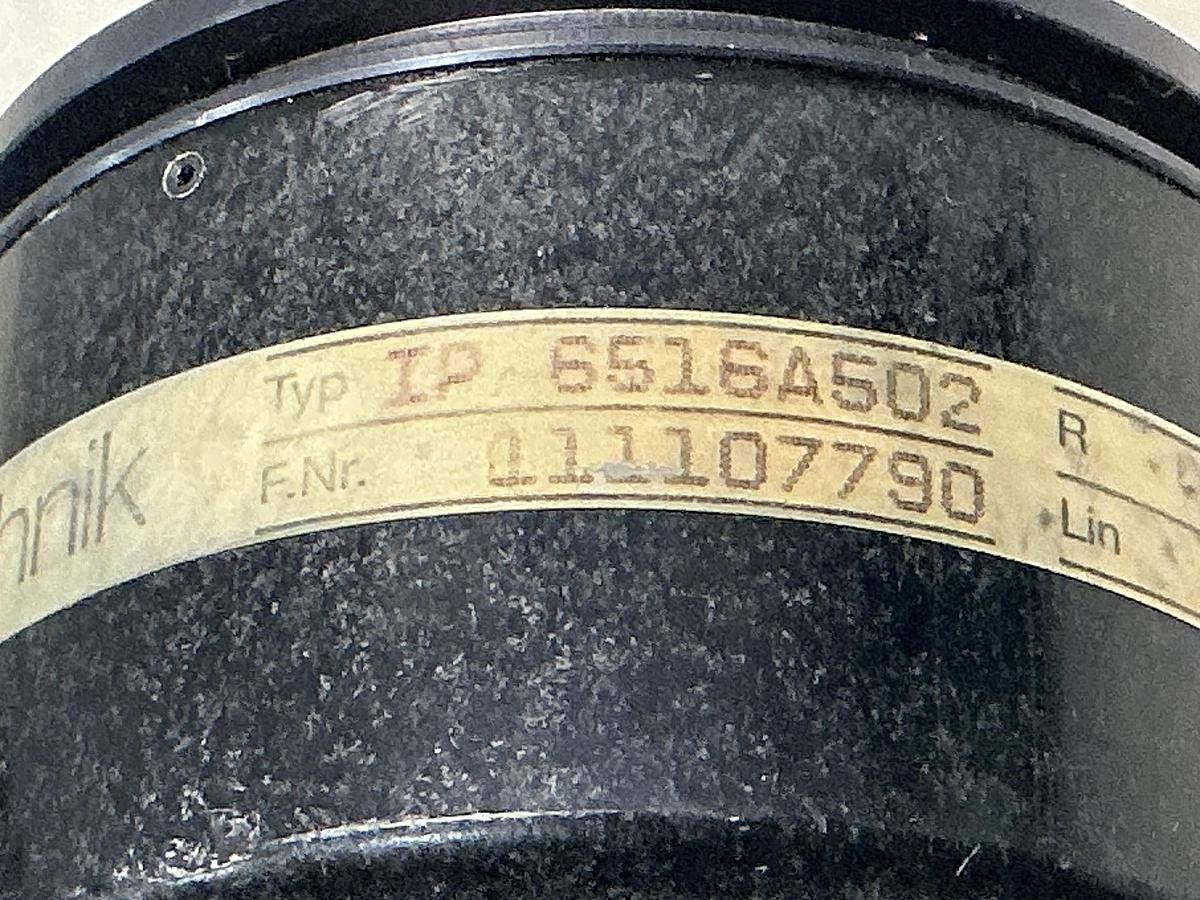 hnik
Typ IP 6516A502
F.Nr. 011107790
R
Lin